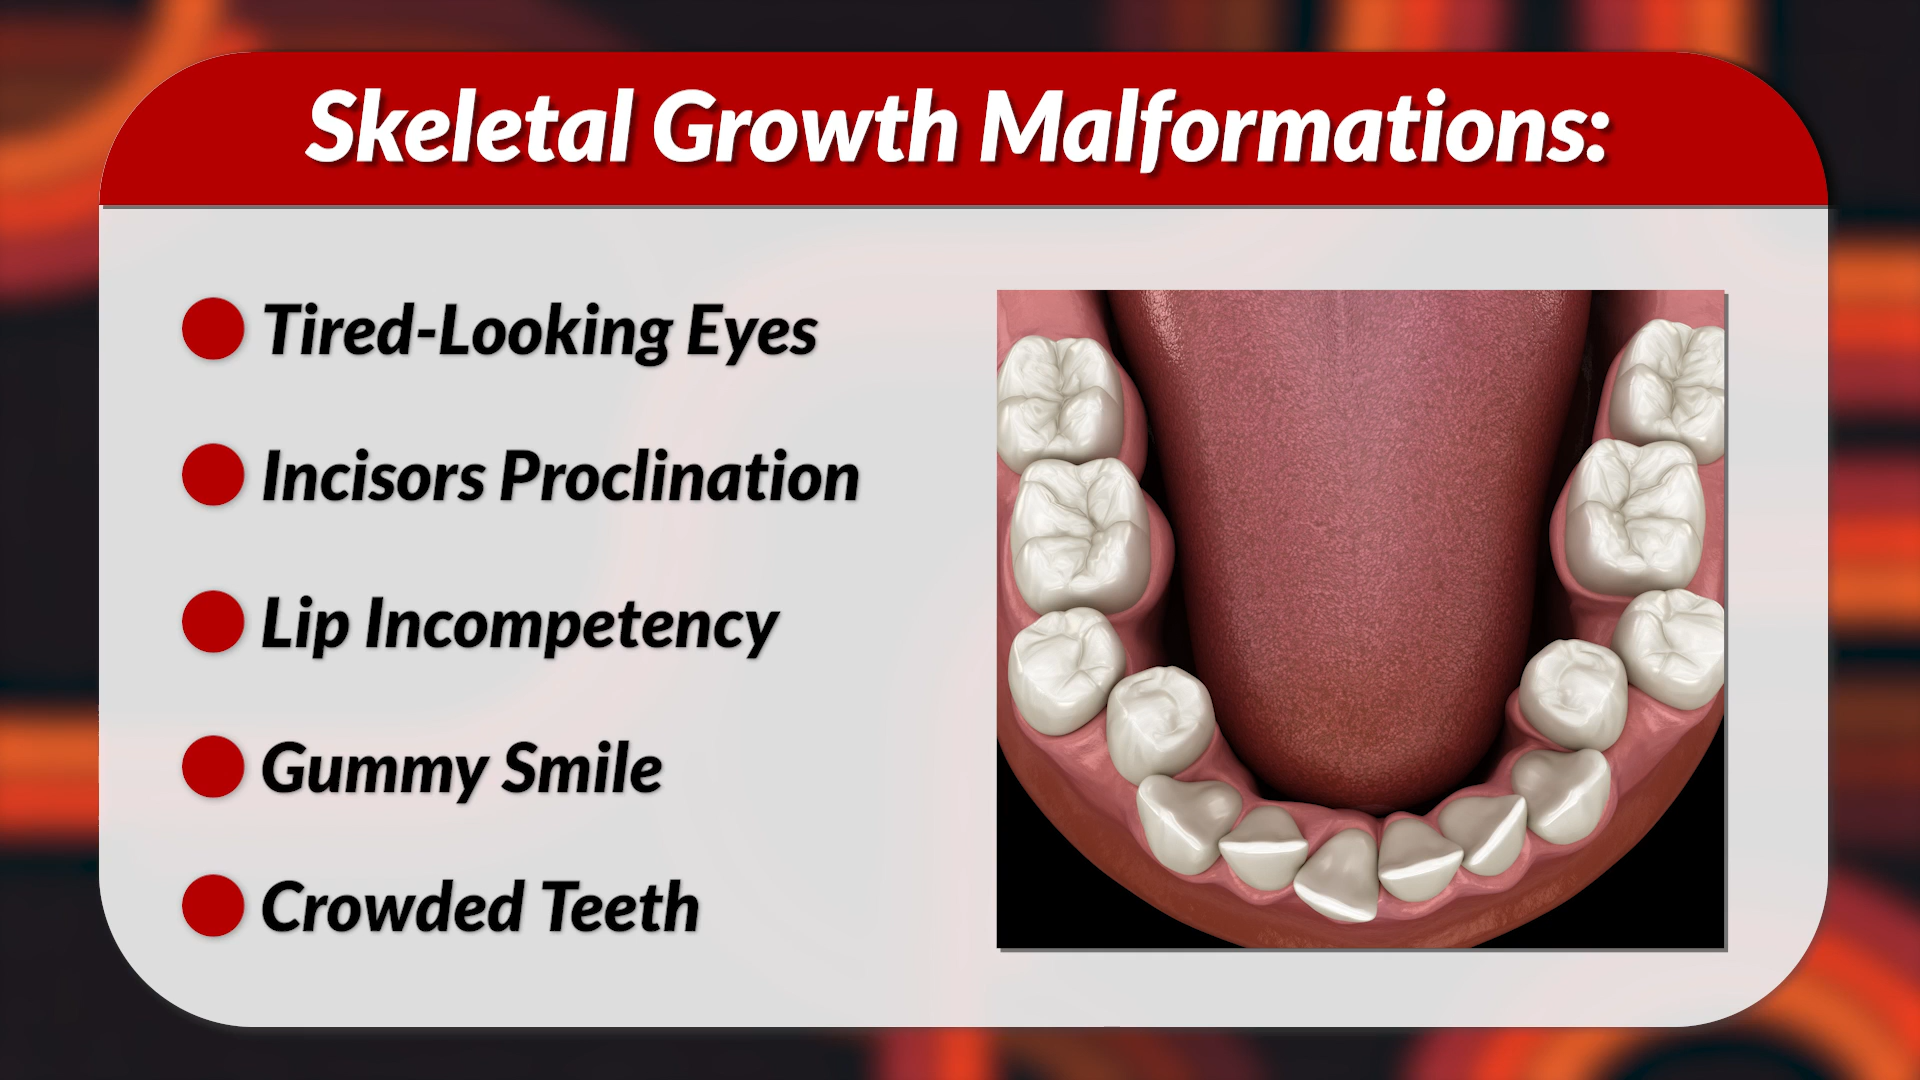 Skeletal Growth Malformations:
Tired-Looking Eyes
Incisors Proclination
Lip Incompetency
Gummy Smile
Crowded Teeth